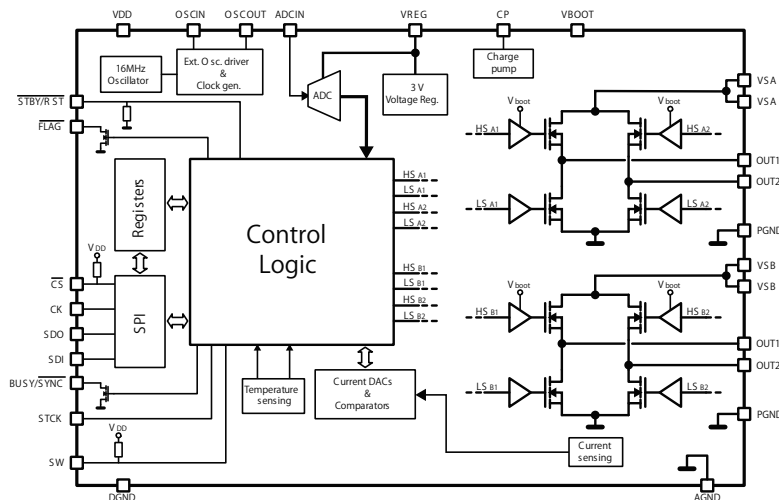 VDD
OSCIN
OSCOUT
ADCIN
VREG
CP
VBOOT
16MHz
Oscillator
Ext. Osc. driver
&
Clock gen.
ADC
3 V
Voltage Reg.
Charge
pump
VSA
VSA
STBY/RST
FLAG
V boot
V boot
HS A1
HS A2
OUT1
OUT2
LS A1
LS A2
PGND
Registers
Control
Logic
HS A1
LS A1
HS A2
LS A2
HS B1
LS B1
HS B2
LS B2
VSB
VSB
V boot
V boot
HS B1
HS B2
OUT1
OUT2
LS B1
LS B2
PGND
V DD
CS
CK
SDO
SDI
SPI
BUSY/SYNC
STCK
V DD
SW
Temperature
sensing
Current DACs
&
Comparators
Current
sensing
DGND
AGND